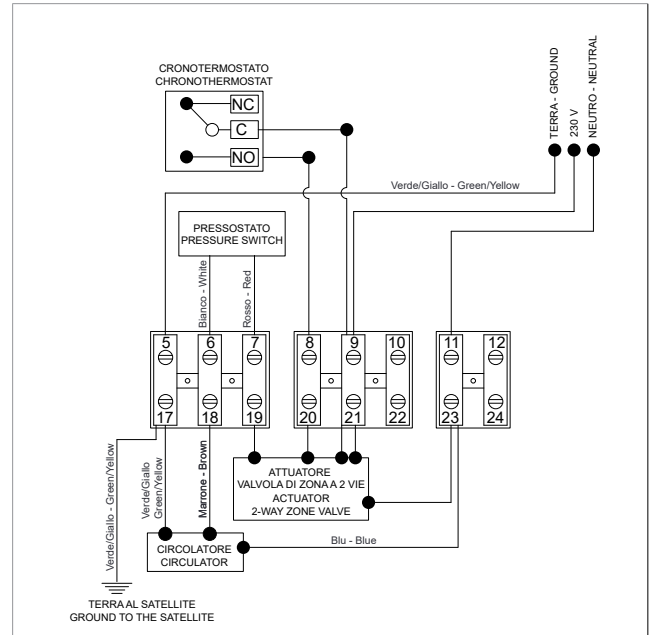 CRONOTERMOSTATO
CHRONOTHERMOSTAT
NC
C
NO
TERRA - GROUND
230 V
NEUTRO - NEUTRAL
Verde/Giallo - Green/Yellow
PRESSOSTATO
PRESSURE SWITCH
Bianco - White
Rosso - Red
5 6 7 8 9 10 11 12
17 18 19 20 21 22 23 24
Verde/Giallo - Green/Yellow
Verde/Giallo
Green/Yellow
Marrone - Brown
ATTUATORE
VALVOLA DI ZONA A 2 VIE
ACTUATOR
2-WAY ZONE VALVE
Blu - Blue
CIRCOLATORE
CIRCULATOR
TERRA AL SATELLITE
GROUND TO THE SATELLITE